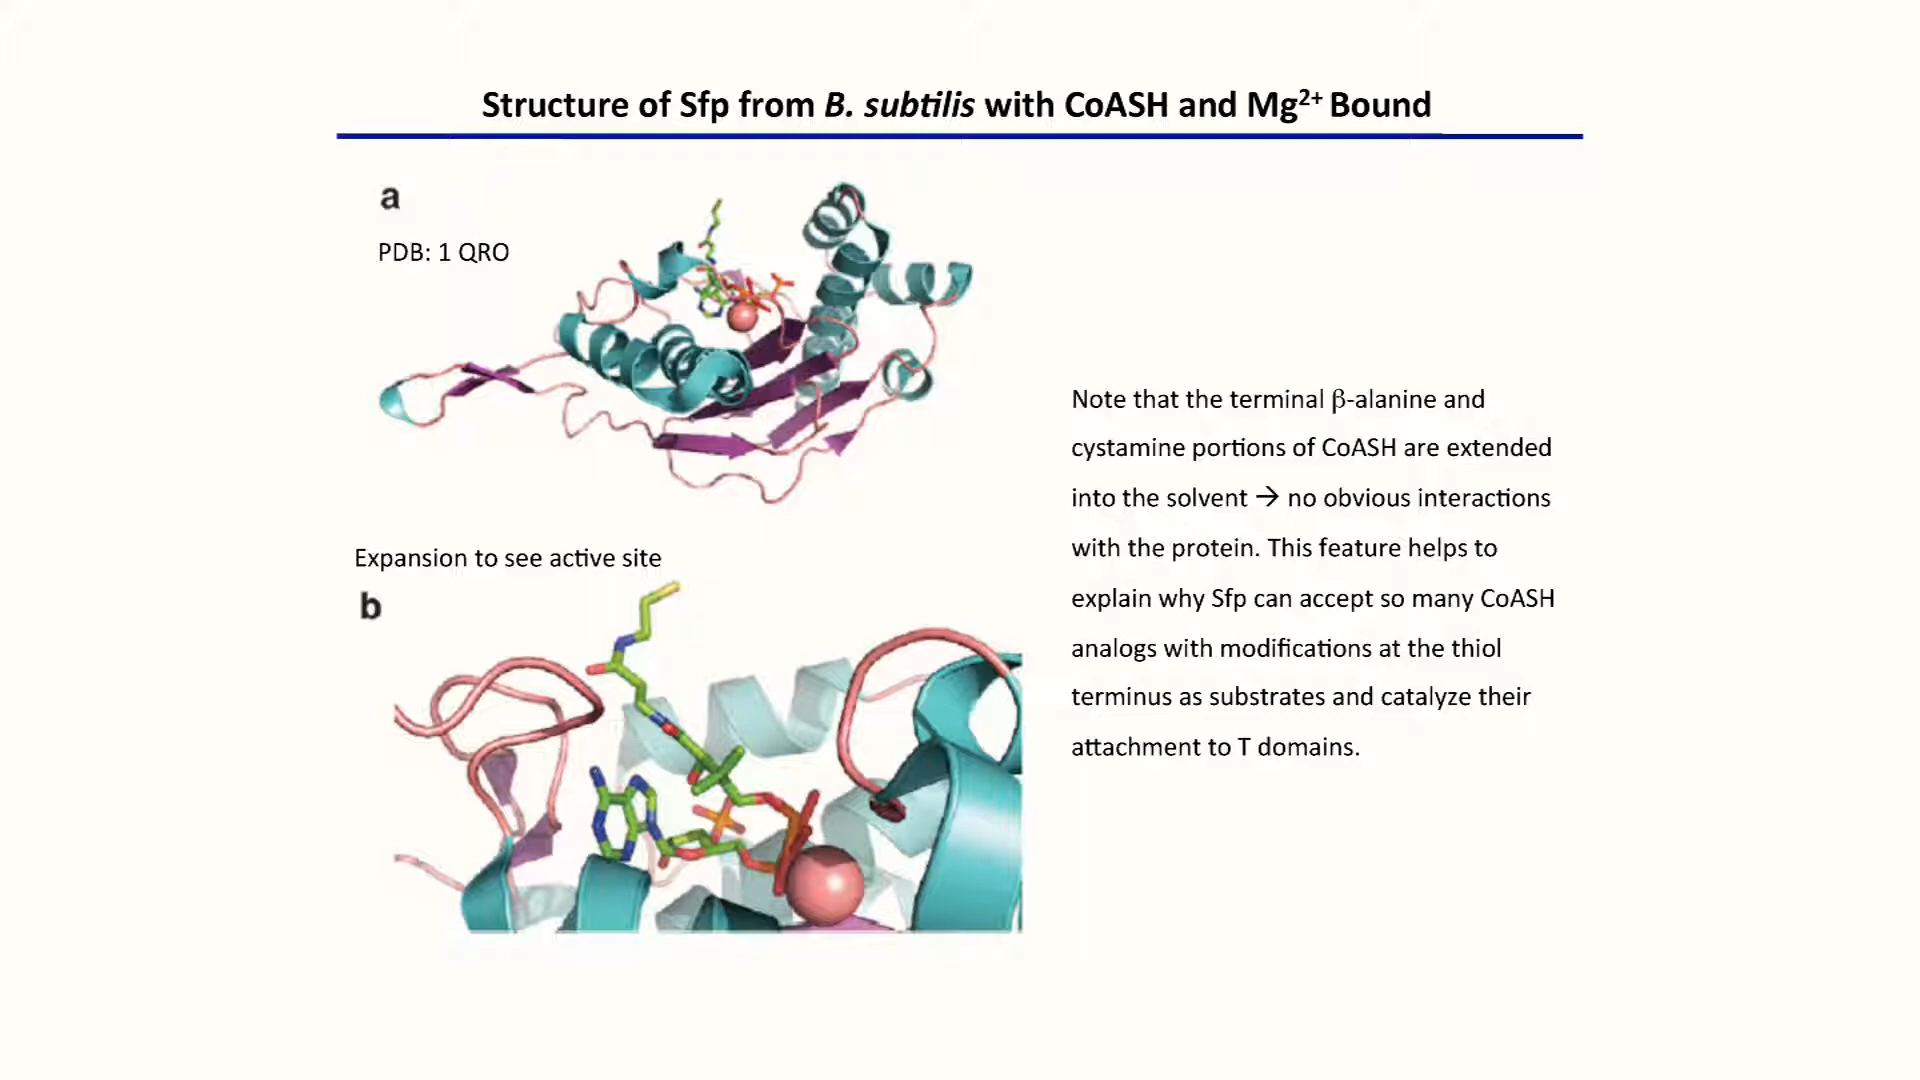 Structure of Sfp from B. subtilis with CoASH and Mg2+ Bound
a
PDB: 1 QRO
Expansion to see active site
b
Note that the terminal β-alanine and
cystamine portions of CoASH are extended
into the solvent → no obvious interactions
with the protein. This feature helps to
explain why Sfp can accept so many CoASH
analogs with modifications at the thiol
terminus as substrates and catalyze their
attachment to T domains.